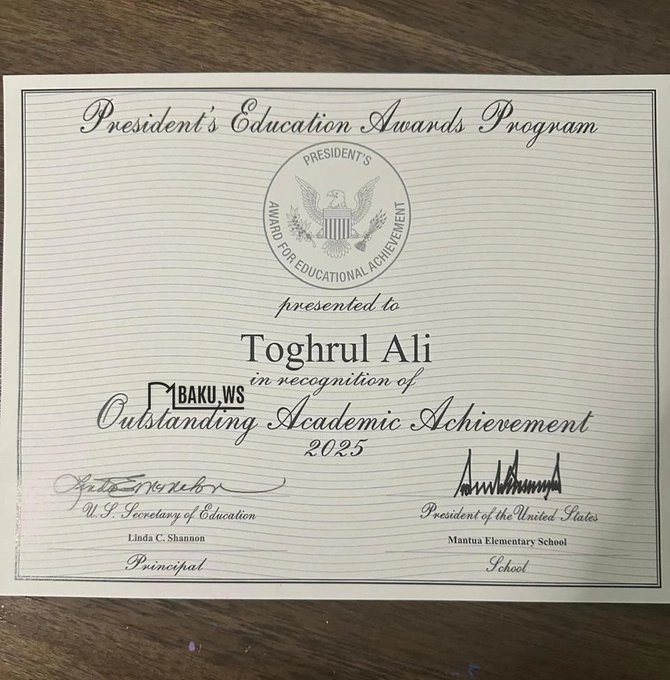 President's Education Awards Program
PRESIDENT'S
AWARD FOR EDUCATIONAL ACHIEVEMENT
presented to
Toghrul Ali
in recognition of
BAKU.WS
Outstanding Academic Achievement
2025
U.S. Secretary of Education
President of the United States
Linda C. Shannon
Mantua Elementary School
Principal
School